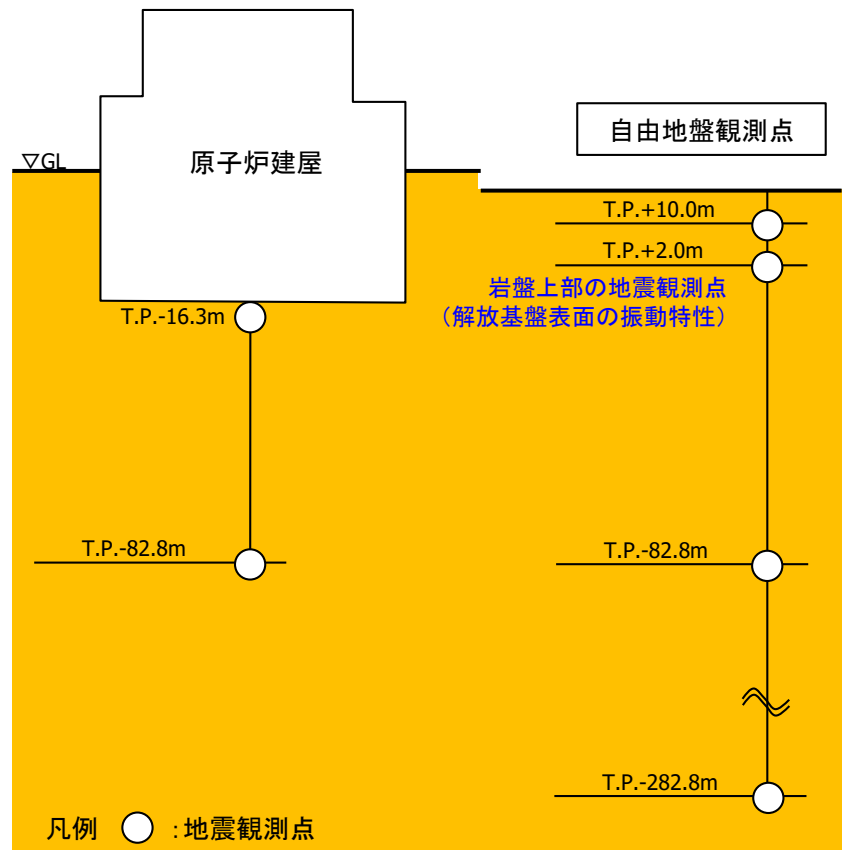 自由地盤観測点
▽GL
原子炉建屋
T.P.+10.0m
T.P.+2.0m
岩盤上部の地震観測点
（解放基盤表面の振動特性）
T.P.-16.3m
T.P.-82.8m
T.P.-82.8m
T.P.-282.8m
凡例 ○ ：地震観測点